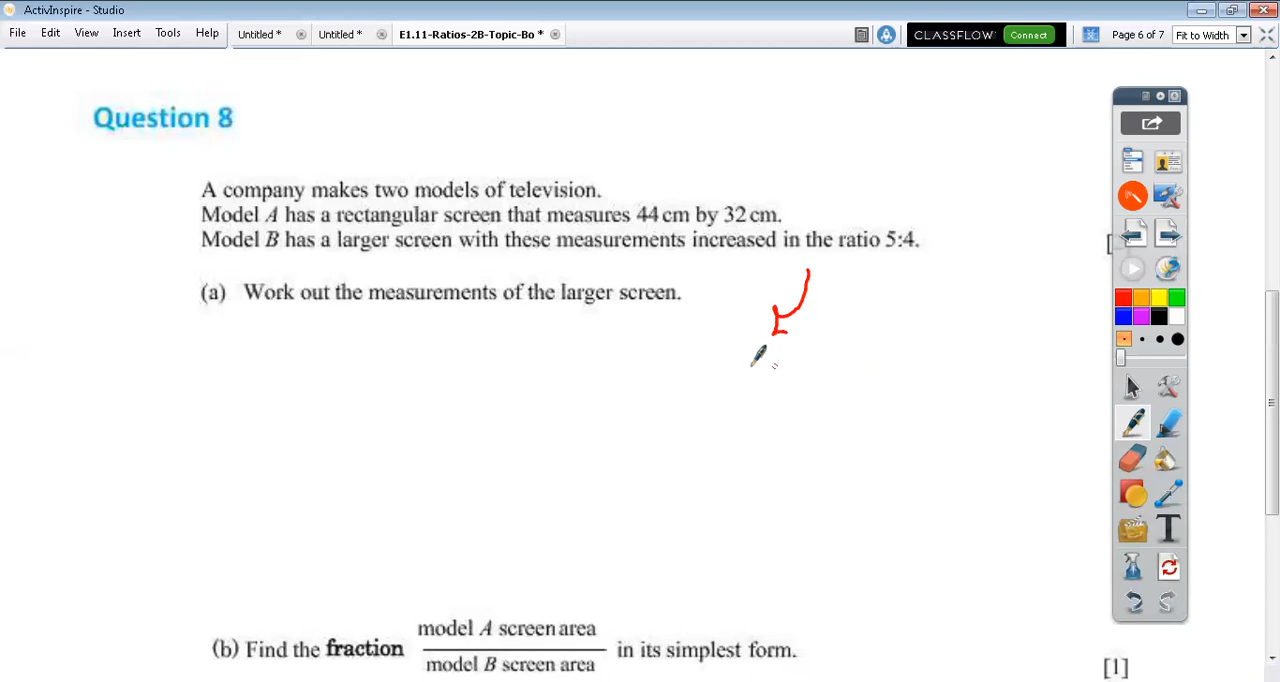 ActivInspire - Studio
File Edit View Insert Tools Help Untitled * Untitled * E1.11-Ratios-2B-Topic-Bo * CLASSFLOW Connect Page 6 of 7 Fit to Width
Question 8
A company makes two models of television.
Model A has a rectangular screen that measures 44 cm by 32 cm.
Model B has a larger screen with these measurements increased in the ratio 5:4.
(a) Work out the measurements of the larger screen.
(b) Find the fraction model A screen area / model B screen area in its simplest form.
[1]